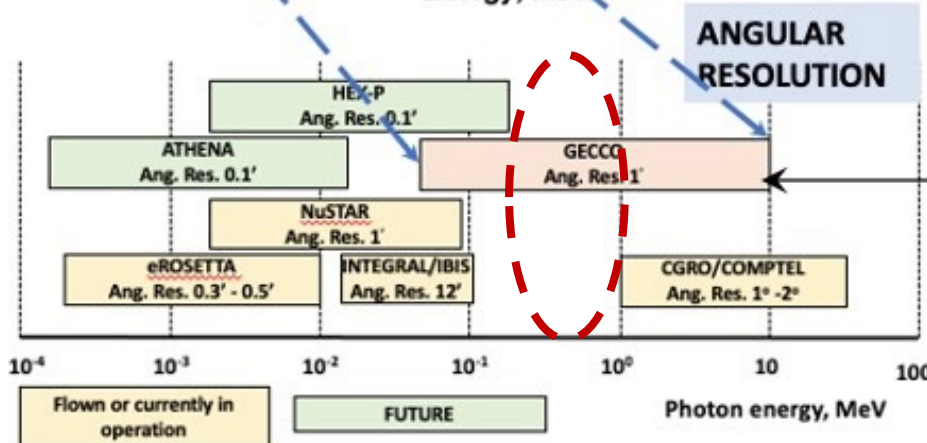 ANGULAR
RESOLUTION
HEX-P
Ang. Res. 0.1'
ATHENA
Ang. Res. 0.1'
GECCO
Ang. Res. 1'
NuSTAR
Ang. Res. 1'
eROSETTA
Ang. Res. 0.3' - 0.5'
INTEGRAL/IBIS
Ang. Res. 12'
CGRO/COMPTEL
Ang. Res. 1° -2°
10⁻⁴ 10⁻³ 10⁻² 10⁻¹ 10⁰ 10 100
Flown or currently in
operation
FUTURE
Photon energy, MeV